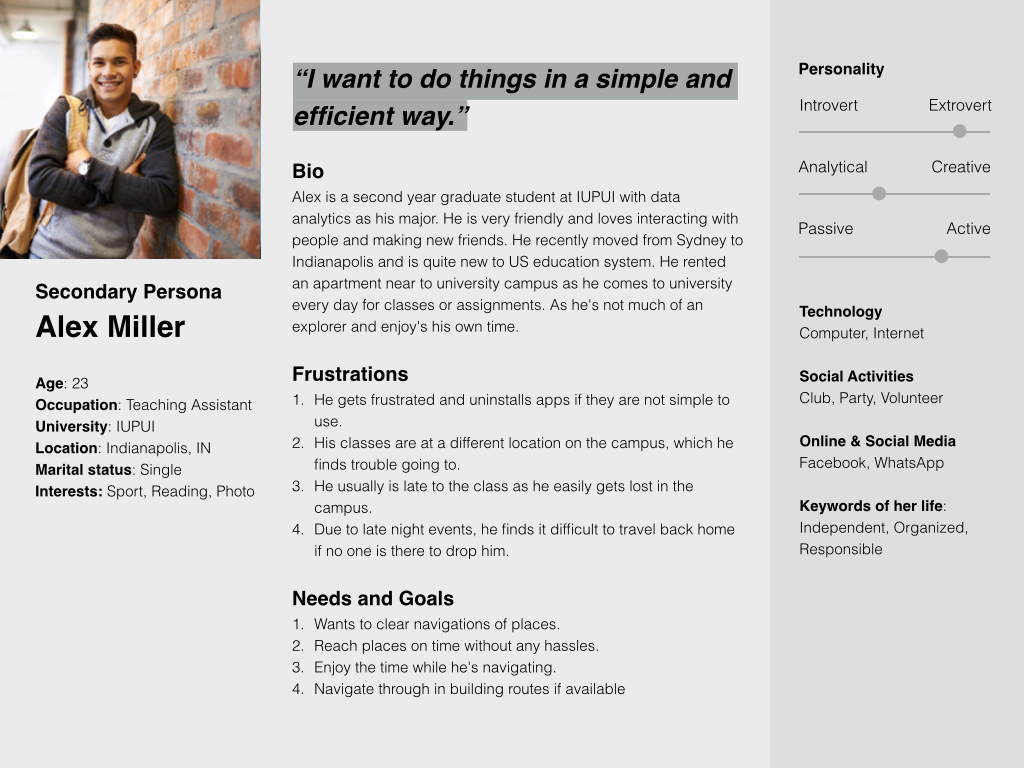 “I want to do things in a simple and
efficient way.”
Bio
Alex is a second year graduate student at IUPUI with data
analytics as his major. He is very friendly and loves interacting with
people and making new friends. He recently moved from Sydney to
Indianapolis and is quite new to US education system. He rented
an apartment near to university campus as he comes to university
every day for classes or assignments. As he's not much of an
explorer and enjoy's his own time.
Frustrations
1. He gets frustrated and uninstalls apps if they are not simple to
use.
2. His classes are at a different location on the campus, which he
finds trouble going to.
3. He usually is late to the class as he easily gets lost in the
campus.
4. Due to late night events, he finds it difficult to travel back home
if no one is there to drop him.
Needs and Goals
1. Wants to clear navigations of places.
2. Reach places on time without any hassles.
3. Enjoy the time while he's navigating.
4. Navigate through in building routes if available
Secondary Persona
Alex Miller
Age: 23
Occupation: Teaching Assistant
University: IUPUI
Location: Indianapolis, IN
Marital status: Single
Interests: Sport, Reading, Photo
Personality
Introvert Extrovert
Analytical Creative
Passive Active
Technology
Computer, Internet
Social Activities
Club, Party, Volunteer
Online & Social Media
Facebook, WhatsApp
Keywords of her life:
Independent, Organized,
Responsible